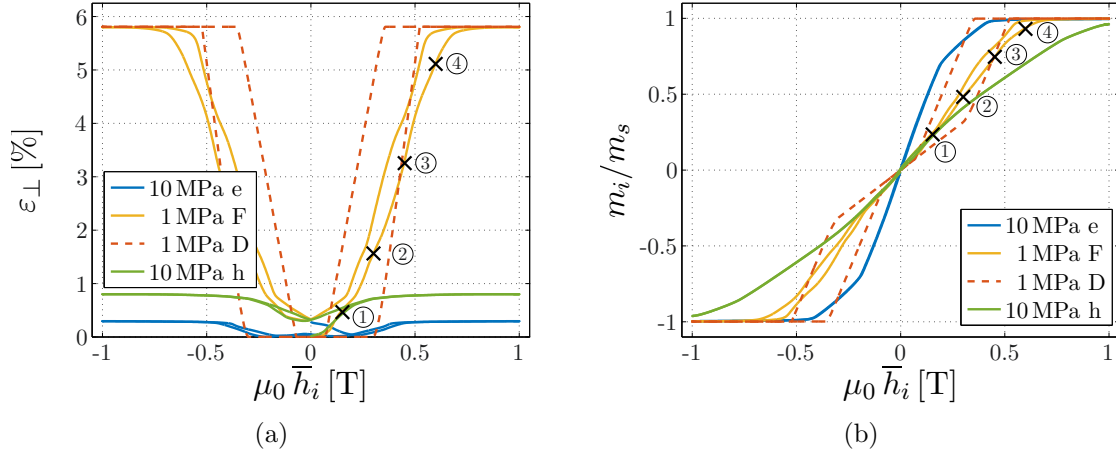 6
5
4
3
2
1
0
ε⊥ [%]
-1
-0.5
0
0.5
1
μ0 h̄i [T]
10 MPa e
1 MPa F
1 MPa D
10 MPa h
①
②
③
④
(a)
1
0.5
0
-0.5
-1
mi/ms
-1
-0.5
0
0.5
1
μ0 h̄i [T]
10 MPa e
1 MPa F
1 MPa D
10 MPa h
①
②
③
④
(b)